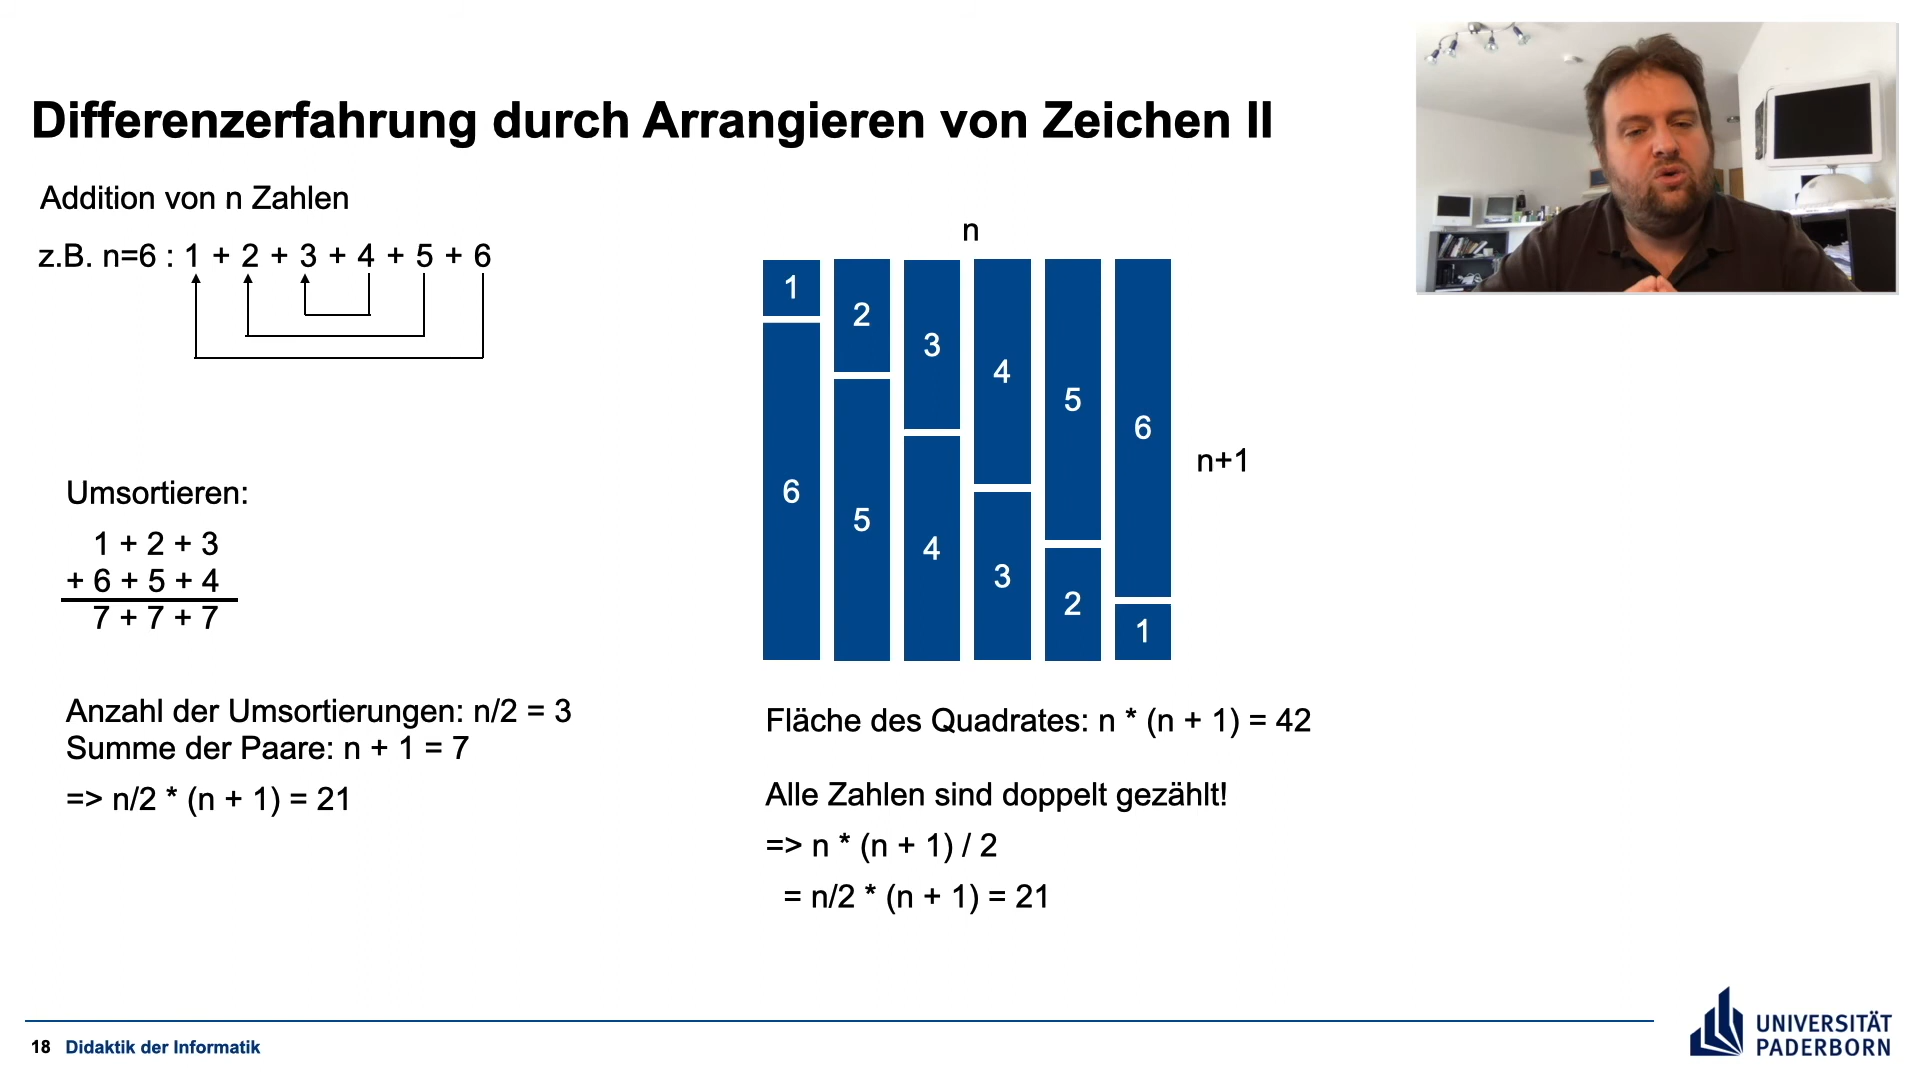 Differenzerfahrung durch Arrangieren von Zeichen II
Addition von n Zahlen
z.B. n=6 : 1 + 2 + 3 + 4 + 5 + 6
Umsortieren:
1 + 2 + 3
+ 6 + 5 + 4
7 + 7 + 7
Anzahl der Umsortierungen: n/2 = 3
Summe der Paare: n + 1 = 7
=> n/2 * (n + 1) = 21
n
1 2 3 4 5 6
6 5 4 3 2 1
n+1
Fläche des Quadrates: n * (n + 1) = 42
Alle Zahlen sind doppelt gezählt!
=> n * (n + 1) / 2
= n/2 * (n + 1) = 21
18 Didaktik der Informatik
UNIVERSITÄT
PADERBORN